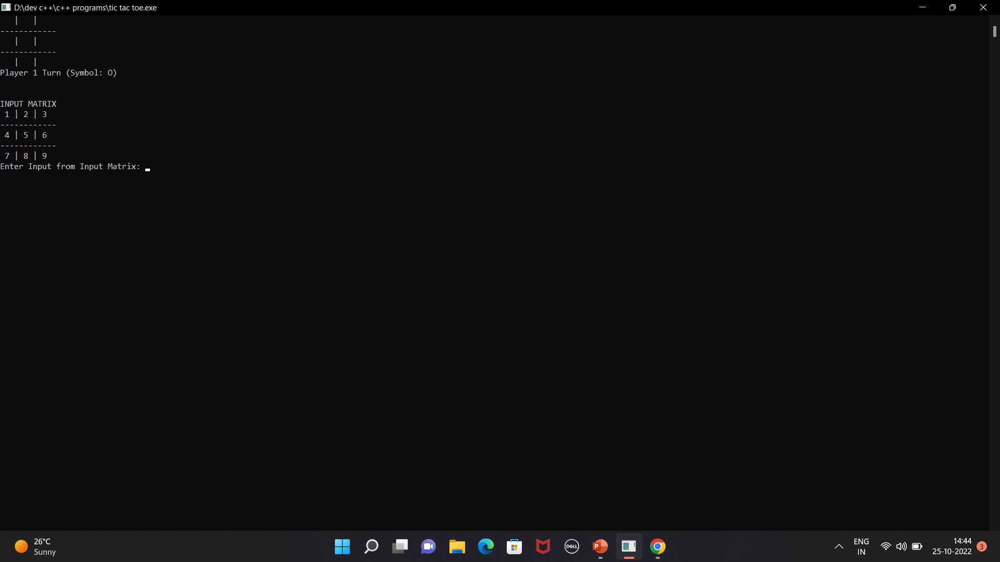 D:\dev c++\c++ programs\tic tac toe.exe
| |
------------
| |
------------
| |
Player 1 Turn (Symbol: O)
INPUT MATRIX
1 | 2 | 3
------------
4 | 5 | 6
------------
7 | 8 | 9
Enter Input from Input Matrix:
26°C
Sunny
DELL
P
ENG
IN
14:44
25-10-2022
3